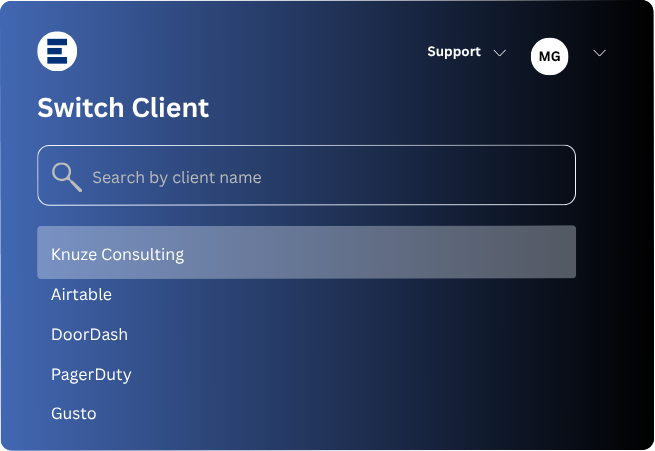 Support
MG
Switch Client
Search by client name
Knuze Consulting
Airtable
DoorDash
PagerDuty
Gusto